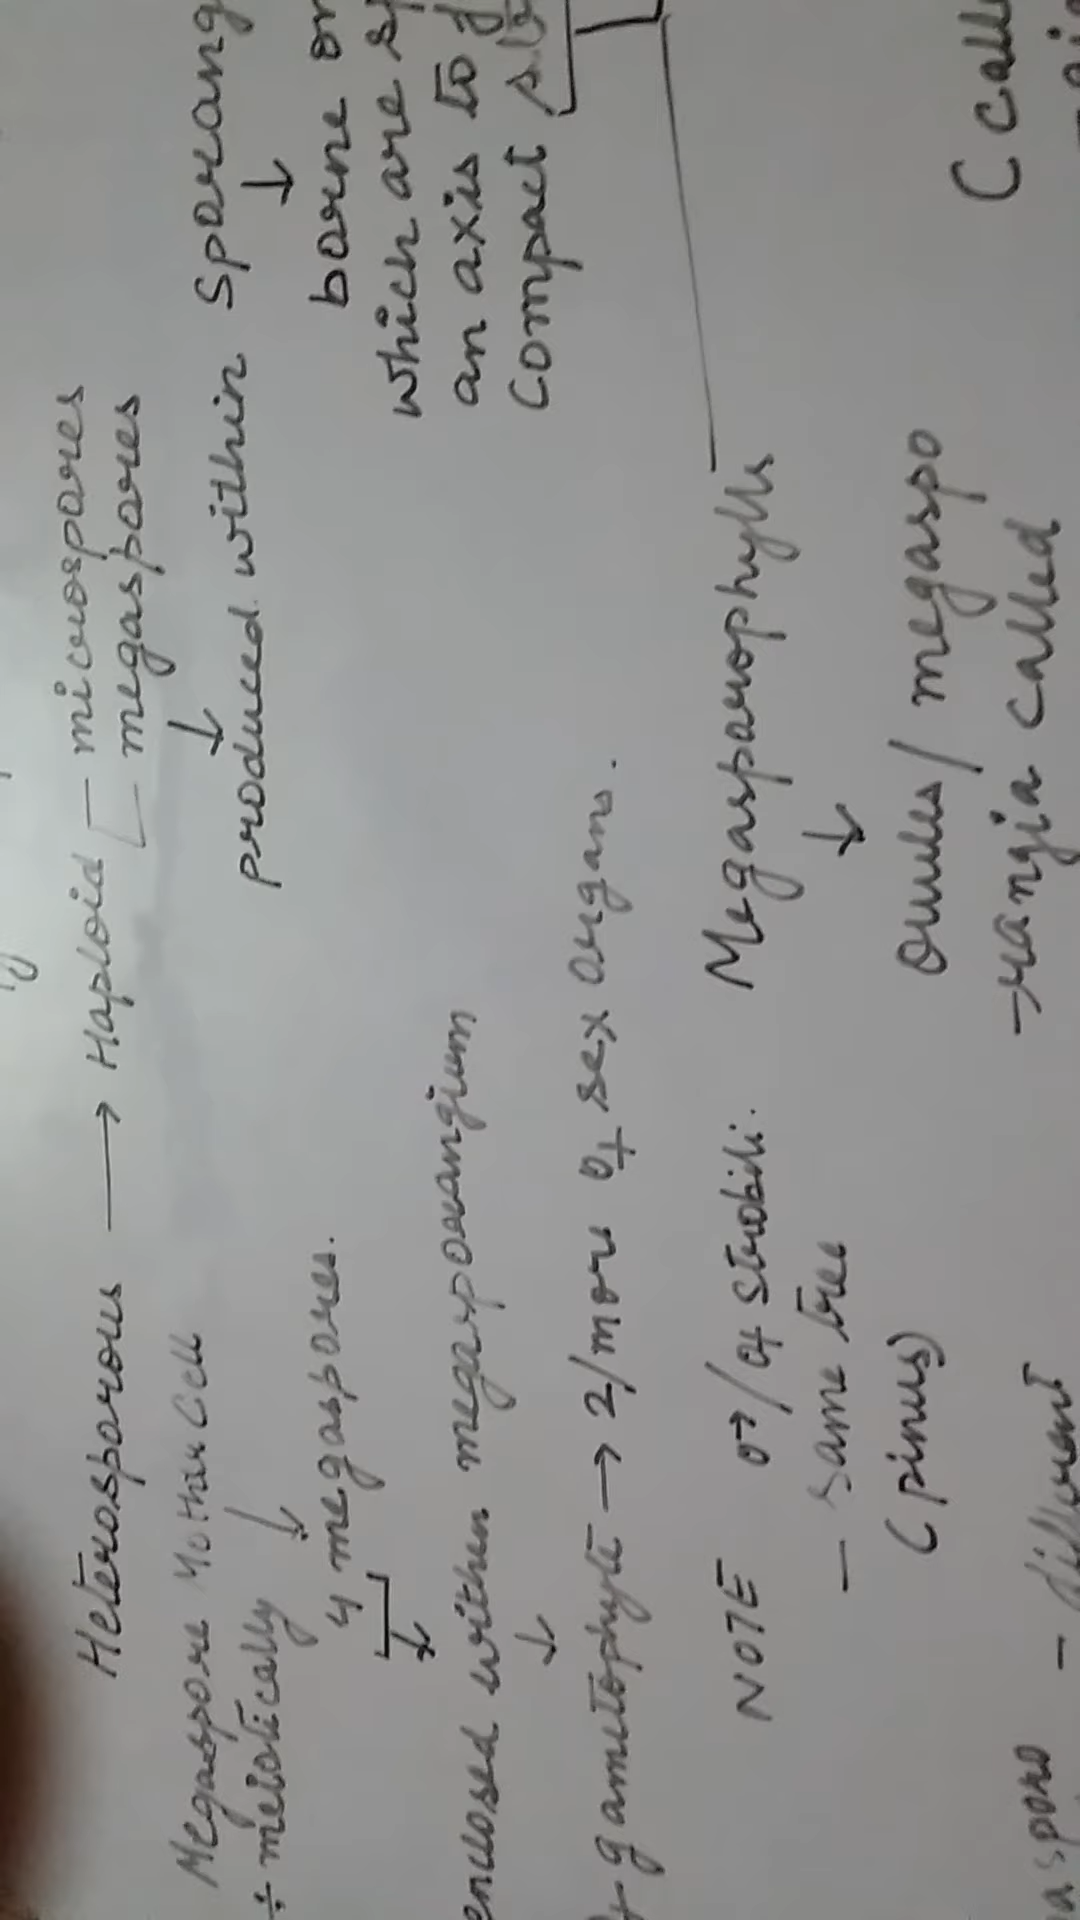 Heterosporous → Haploid - microspores
- megaspores
Megaspore Mother Cell
↓
produced within Sporang
÷ meiotically ↓
↓
4 megaspores.
borne on
which are sp
an axis to f
compact
↓
enclosed within megasporangium
↓
gametophyte → 2/more ♀ sex organs.
NOTE ♂/♀ strobili.
- same tree
(pinus)
Megasporophylls
↓
Ovules/megaspo
-rangia called
(call
- different